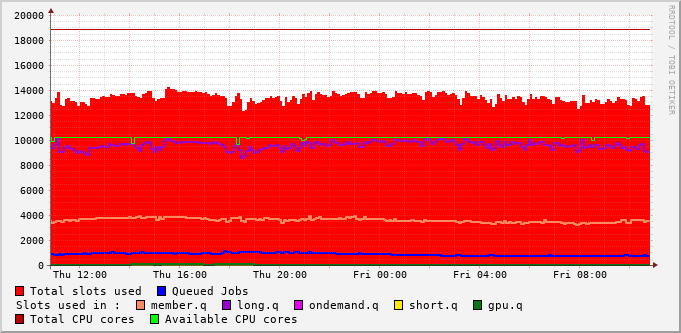 20000
18000
16000
14000
12000
10000
8000
6000
4000
2000
0
Thu 12:00 Thu 16:00 Thu 20:00 Fri 00:00 Fri 04:00 Fri 08:00
Total slots used Queued Jobs
Slots used in : member.q long.q ondemand.q short.q gpu.q
Total CPU cores Available CPU cores
RRDTOOL / TOBI OETIKER